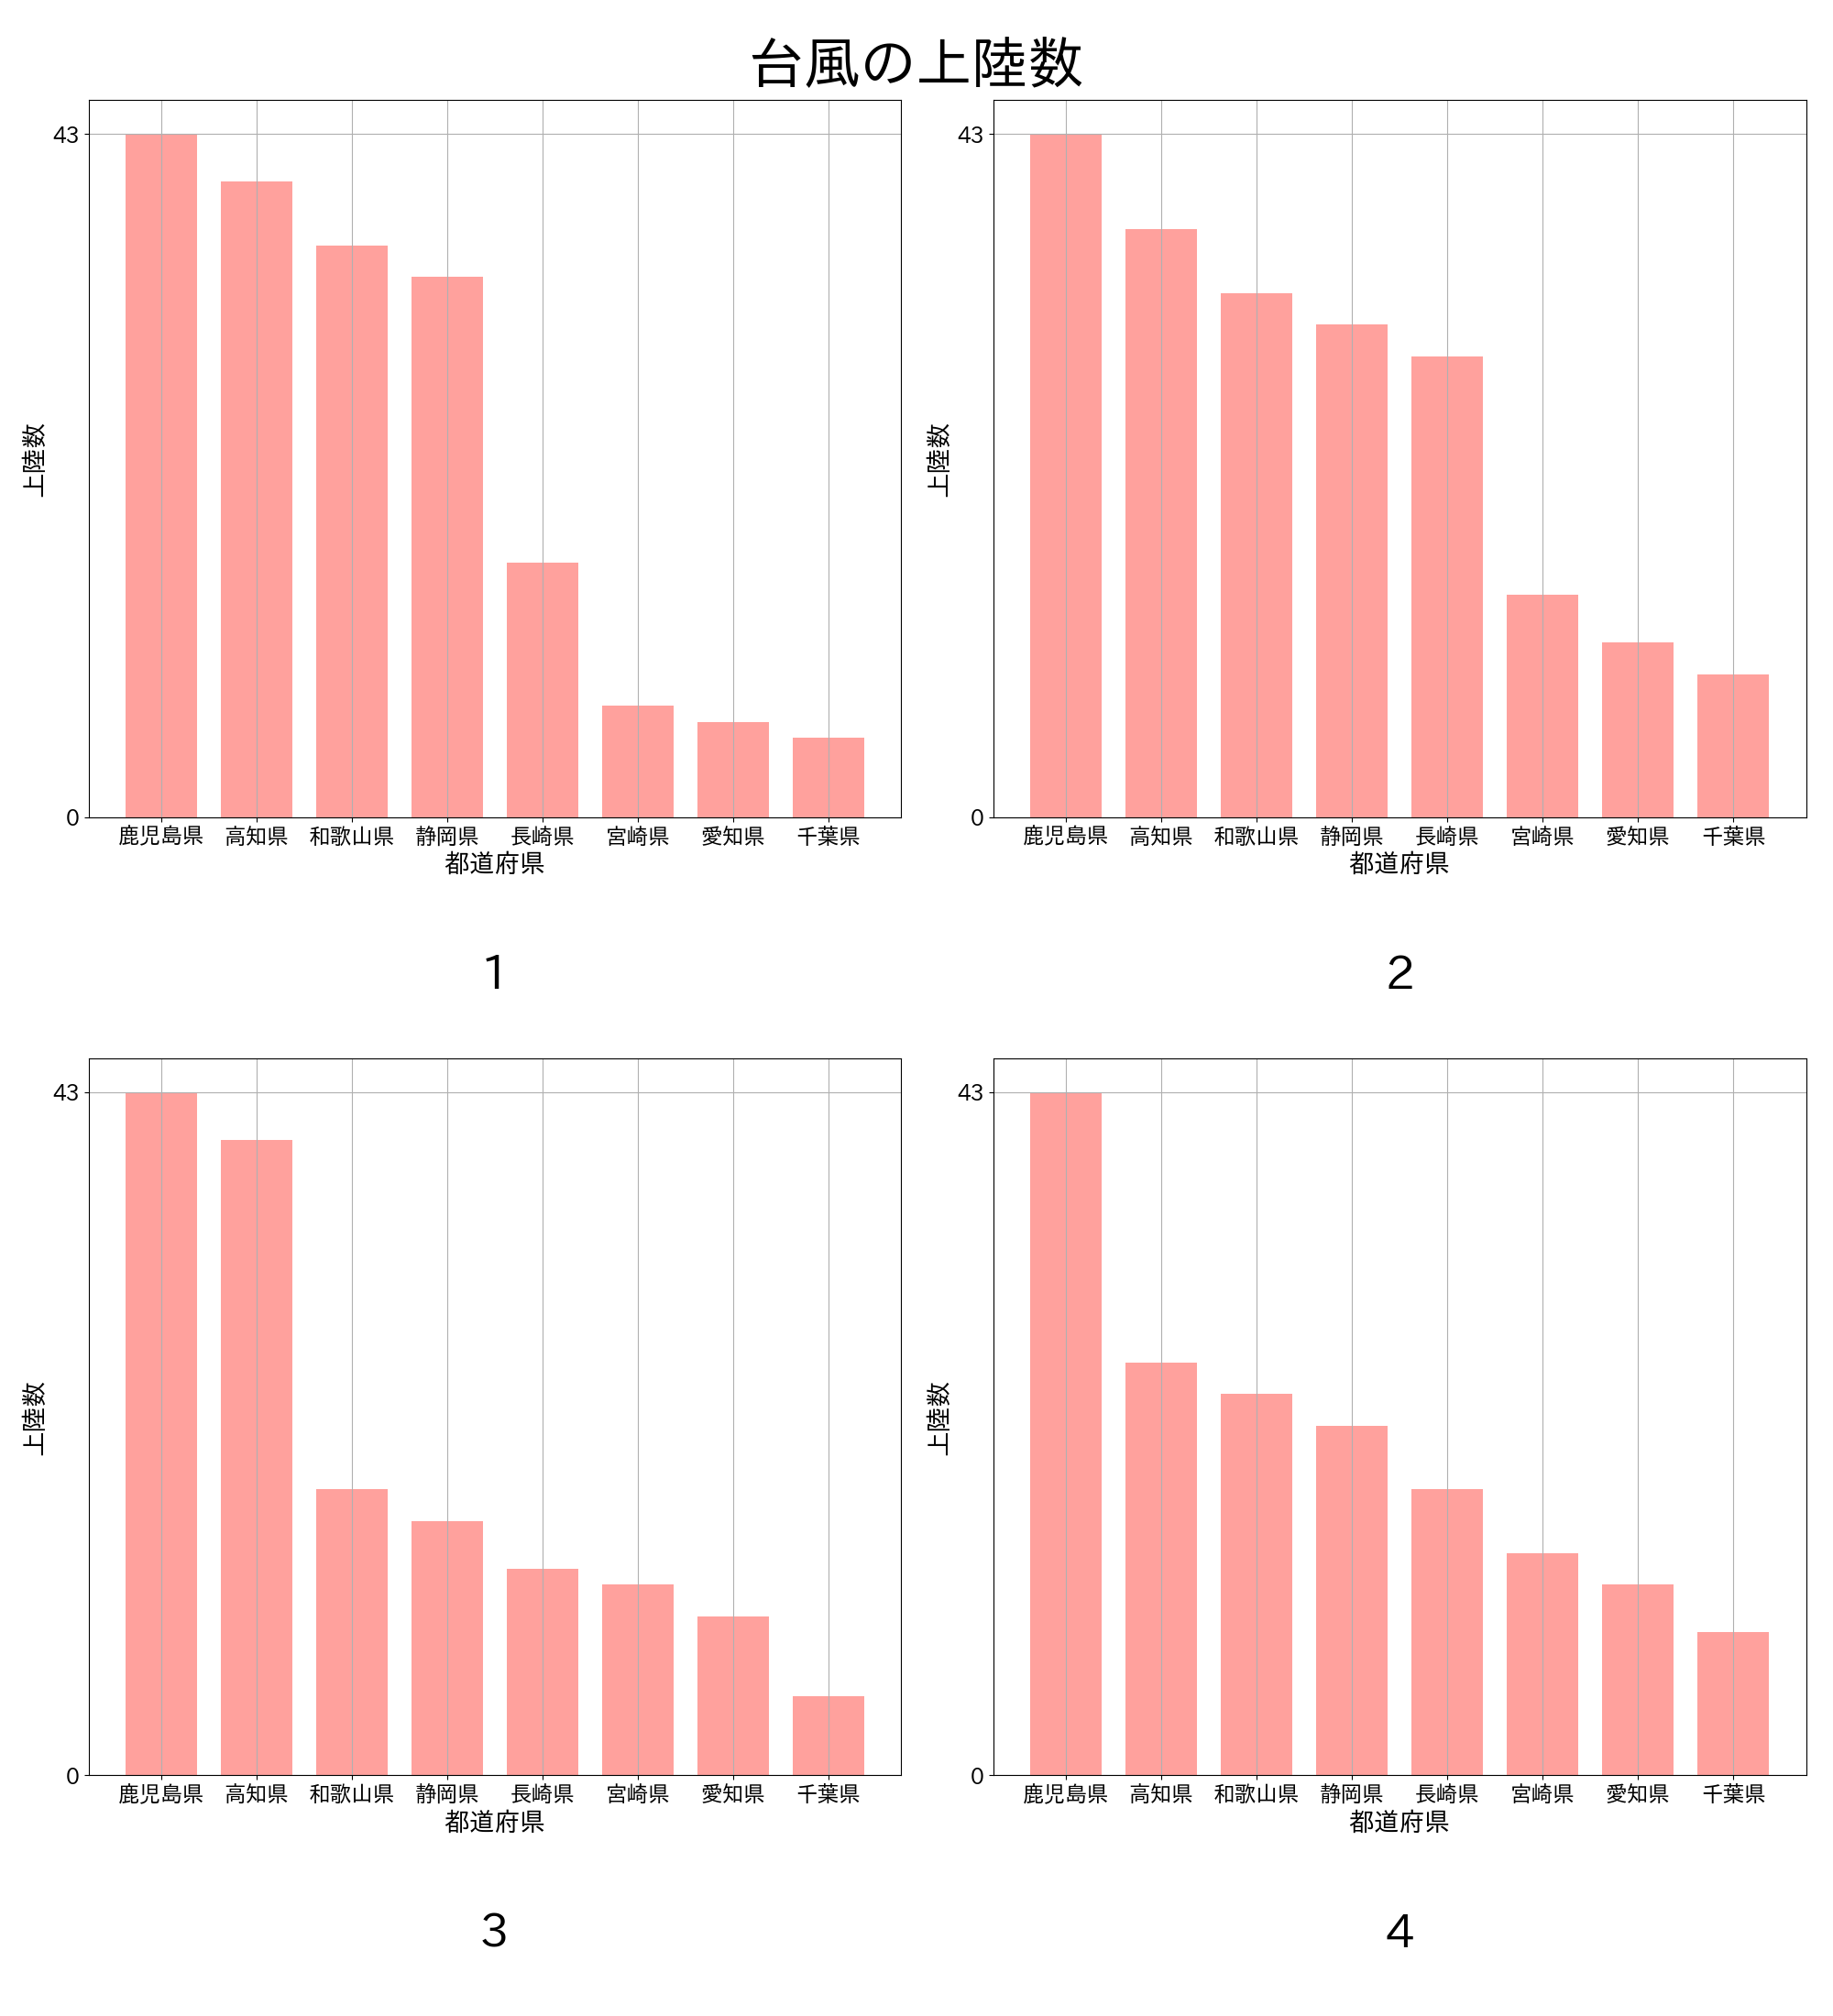 台風の上陸数
43
0
上陸数
鹿児島県 高知県 和歌山県 静岡県 長崎県 宮崎県 愛知県 千葉県
都道府県
1
43
0
上陸数
鹿児島県 高知県 和歌山県 静岡県 長崎県 宮崎県 愛知県 千葉県
都道府県
2
43
0
上陸数
鹿児島県 高知県 和歌山県 静岡県 長崎県 宮崎県 愛知県 千葉県
都道府県
3
43
0
上陸数
鹿児島県 高知県 和歌山県 静岡県 長崎県 宮崎県 愛知県 千葉県
都道府県
4